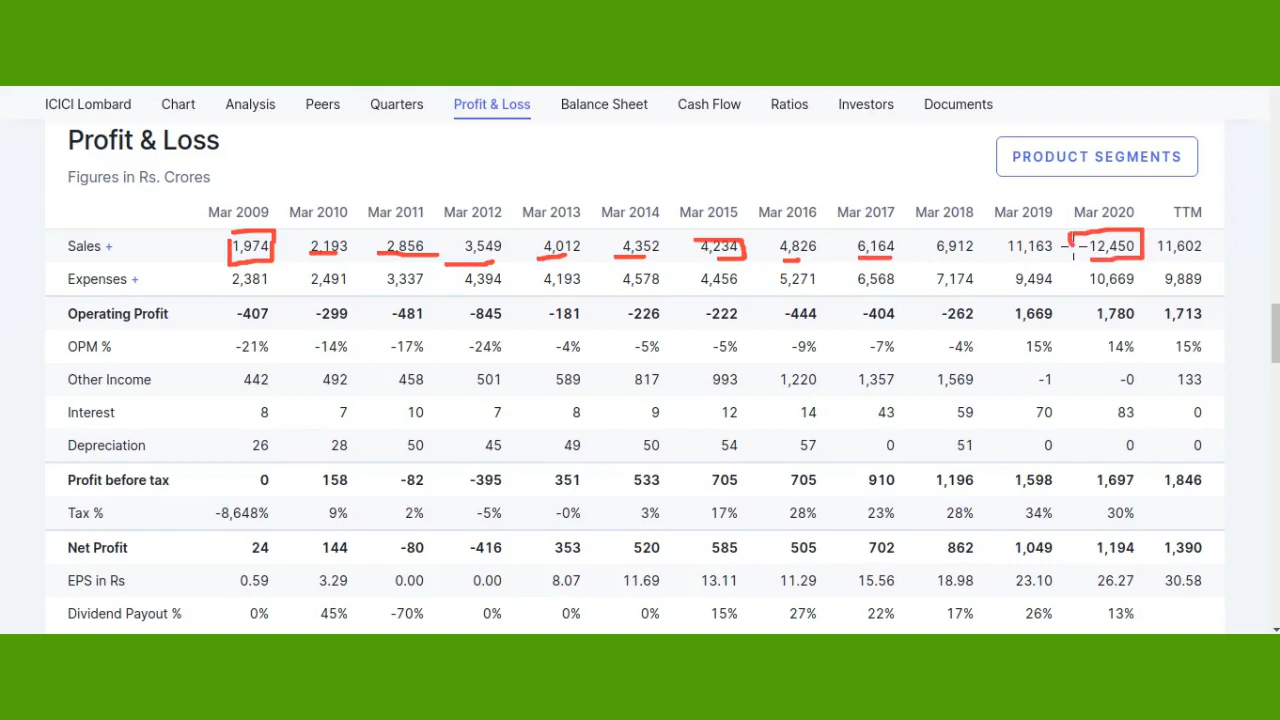 ICICI Lombard Chart Analysis Peers Quarters Profit & Loss Balance Sheet Cash Flow Ratios Investors Documents
Profit & Loss
PRODUCT SEGMENTS
Figures in Rs. Crores
Mar 2009 Mar 2010 Mar 2011 Mar 2012 Mar 2013 Mar 2014 Mar 2015 Mar 2016 Mar 2017 Mar 2018 Mar 2019 Mar 2020 TTM
Sales + 1,974 2,193 2,856 3,549 4,012 4,352 4,234 4,826 6,164 6,912 11,163 12,450 11,602
Expenses + 2,381 2,491 3,337 4,394 4,193 4,578 4,456 5,271 6,568 7,174 9,494 10,669 9,889
Operating Profit -407 -299 -481 -845 -181 -226 -222 -444 -404 -262 1,669 1,780 1,713
OPM % -21% -14% -17% -24% -4% -5% -5% -9% -7% -4% 15% 14% 15%
Other Income 442 492 458 501 589 817 993 1,220 1,357 1,569 -1 -0 133
Interest 8 7 10 7 8 9 12 14 43 59 70 83 0
Depreciation 26 28 50 45 49 50 54 57 0 51 0 0 0
Profit before tax 0 158 -82 -395 351 533 705 705 910 1,196 1,598 1,697 1,846
Tax % -8,648% 9% 2% -5% -0% 3% 17% 28% 23% 28% 34% 30%
Net Profit 24 144 -80 -416 353 520 585 505 702 862 1,049 1,194 1,390
EPS in Rs 0.59 3.29 0.00 0.00 8.07 11.69 13.11 11.29 15.56 18.98 23.10 26.27 30.58
Dividend Payout % 0% 45% -70% 0% 0% 0% 15% 27% 22% 17% 26% 13%